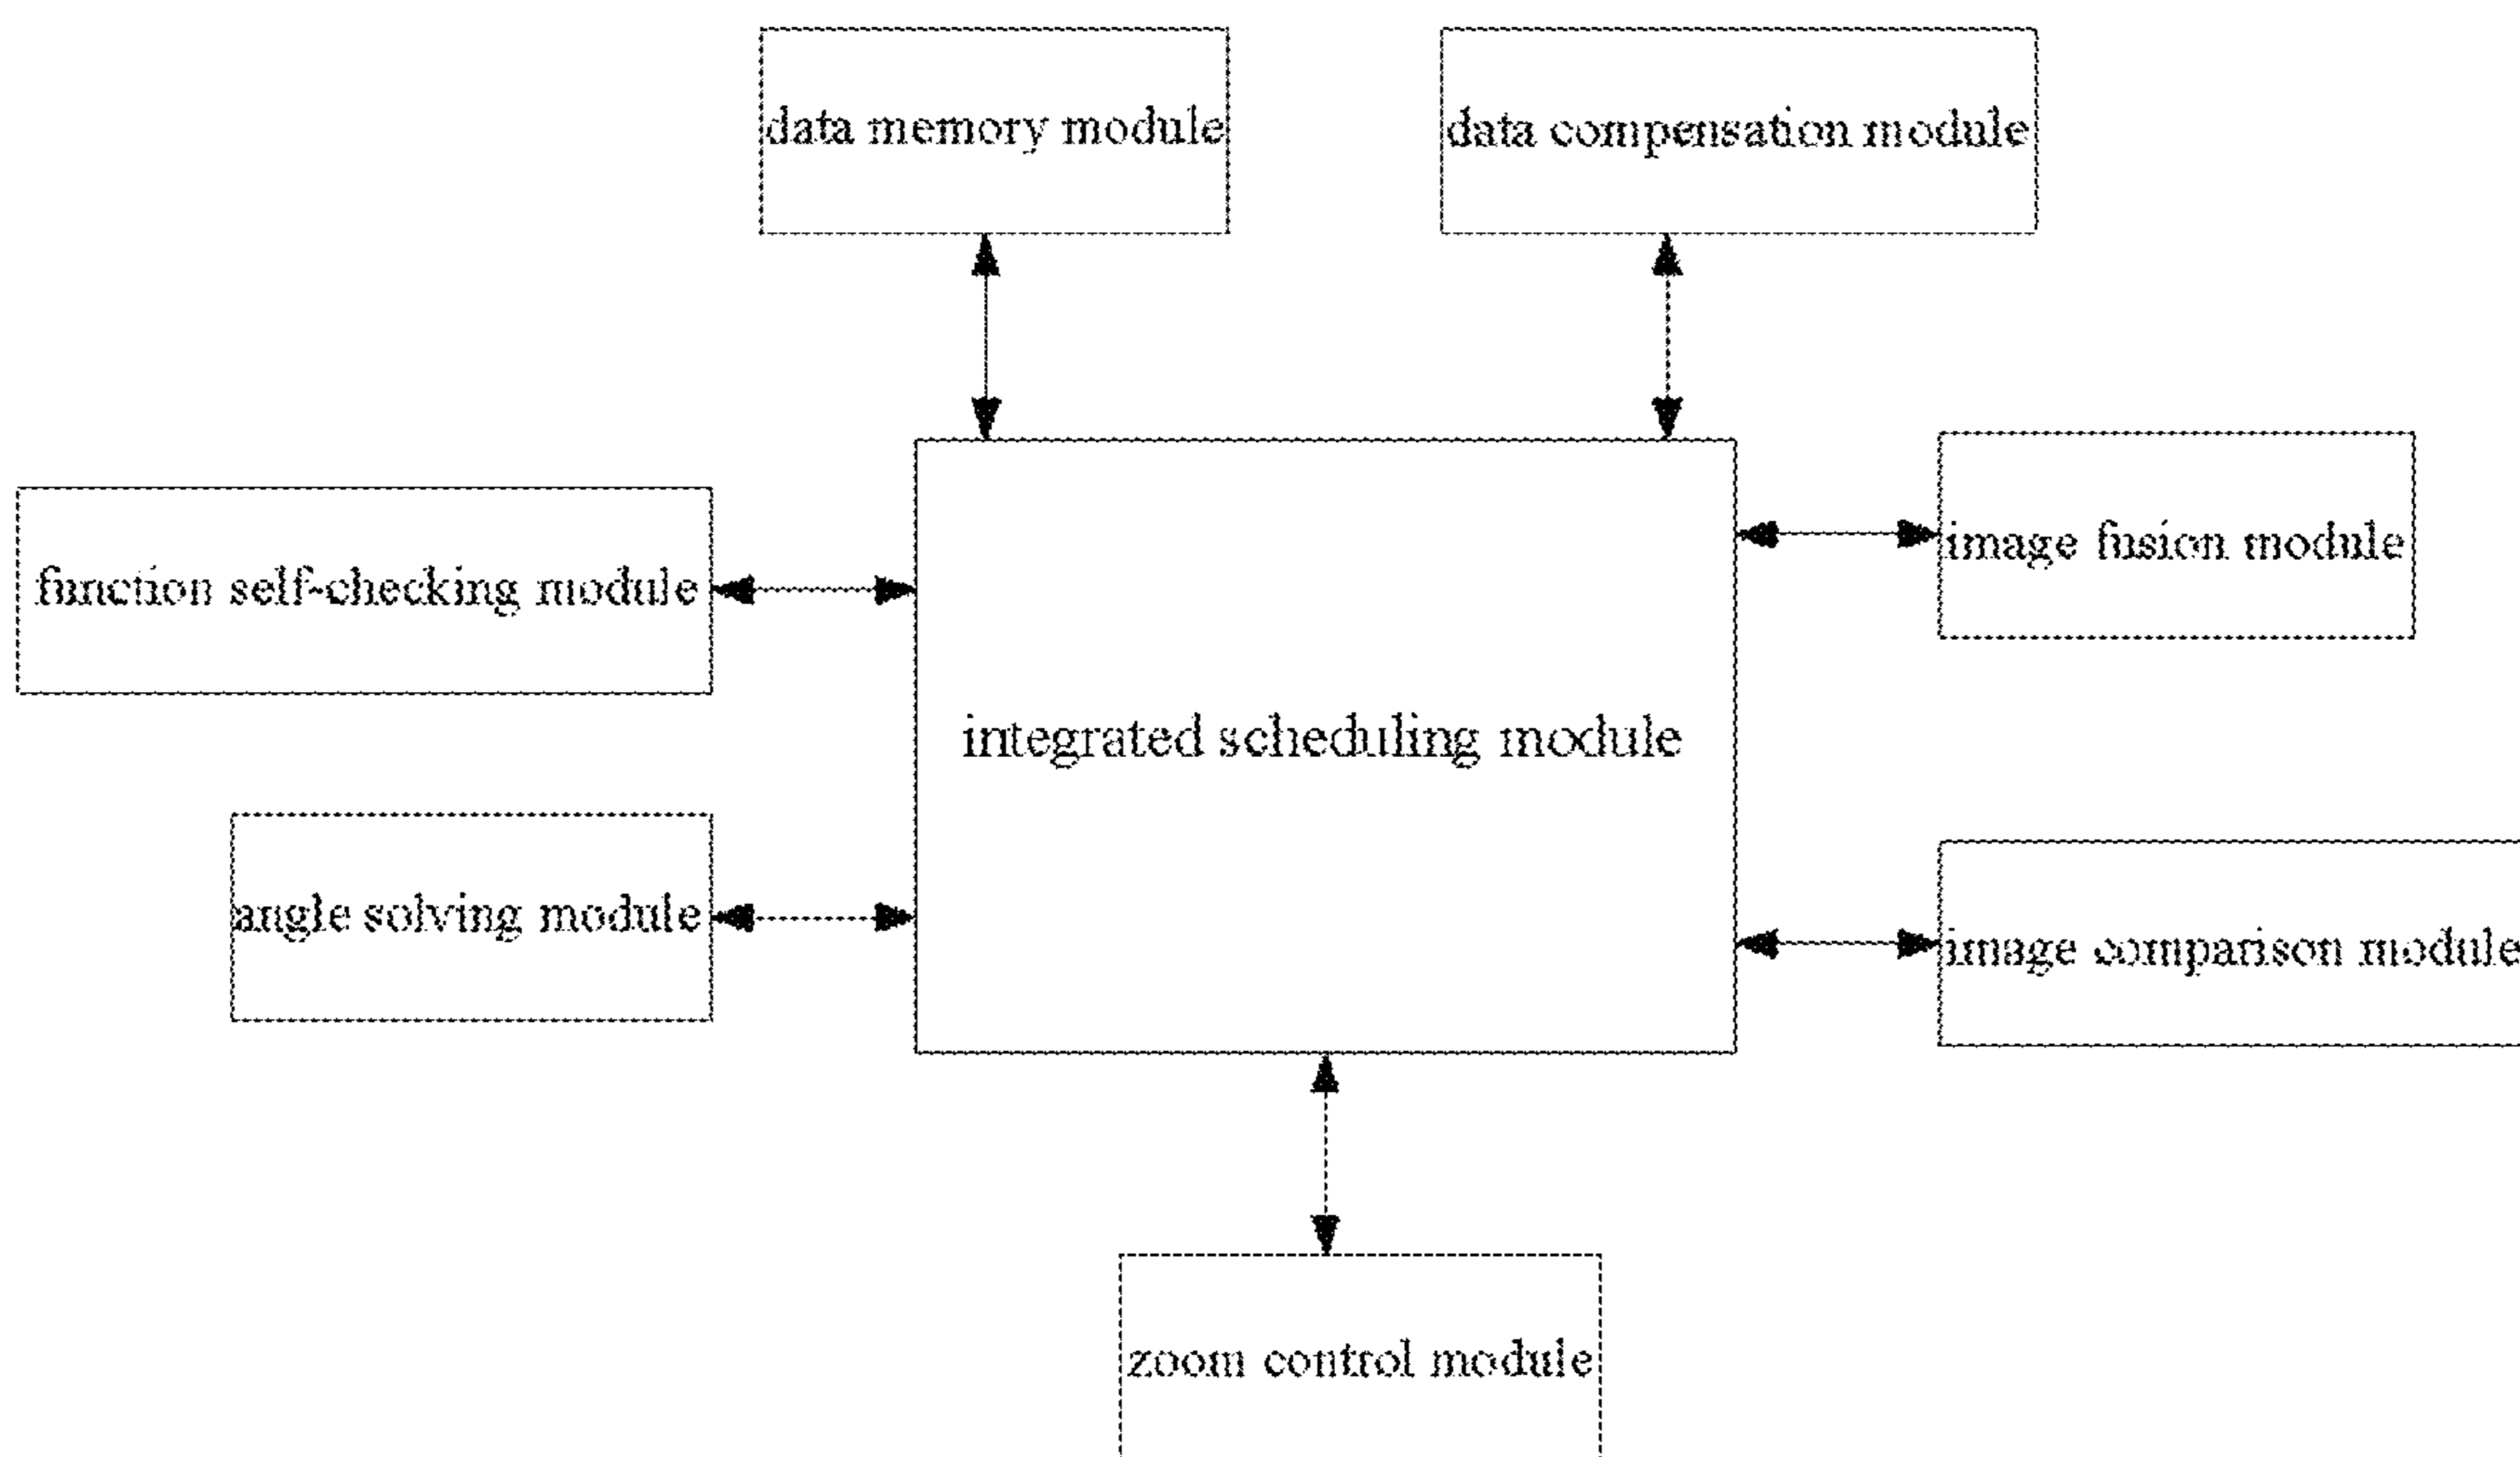 data memory module
data compensation module
function self-checking module
image fusion module
integrated scheduling module
angle solving module
image comparison module
zoom control module